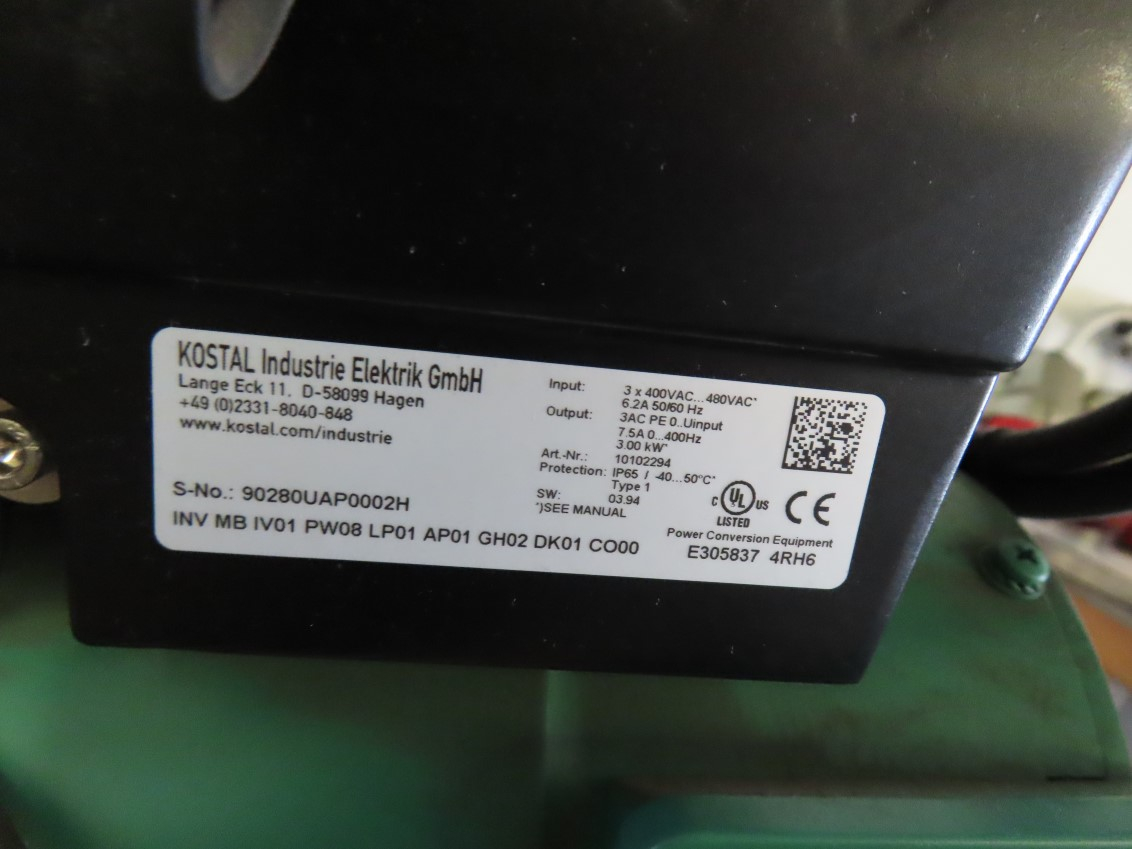 KOSTAL Industrie Elektrik GmbH
Lange Eck 11, D-58099 Hagen
+49 (0)2331-8040-848
www.kostal.com/industrie
S-No.: 90280UAP0002H
INV MB IV01 PW08 LP01 AP01 GH02 DK01 CO00
Input: 3 x 400VAC...480VAC*
6.2A 50/60 Hz
Output: 3AC PE 0..Uinput
7.5A 0...400Hz
3.00 kW*
Art.-Nr.: 10102294
Protection: IP65 / -40...50°C*
Type 1
SW: 03.94
*)SEE MANUAL
C UL US
LISTED
CE
Power Conversion Equipment
E305837 4RH6